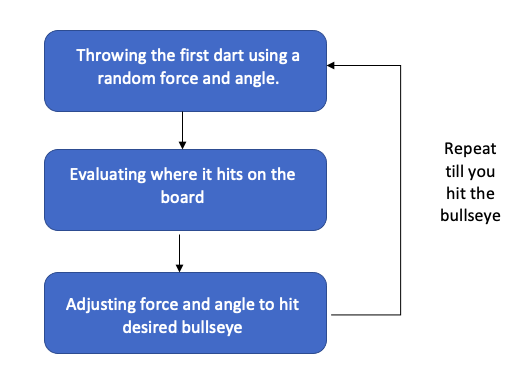 Throwing the first dart using a
random force and angle.
Evaluating where it hits on the
board
Adjusting force and angle to hit
desired bullseye
Repeat
till you
hit the
bullseye